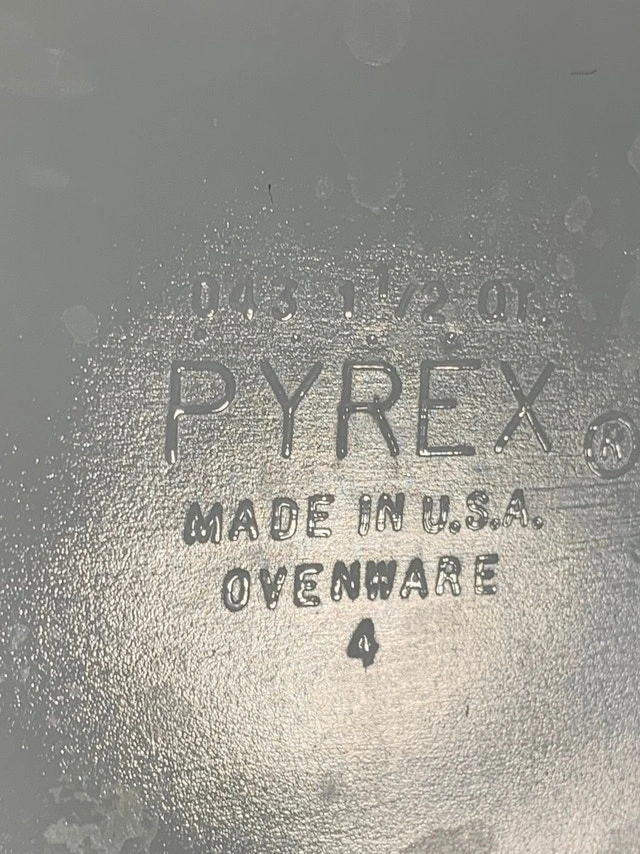 043 1 1/2 QT.
PYREX ®
MADE IN U.S.A.
OVENWARE
4